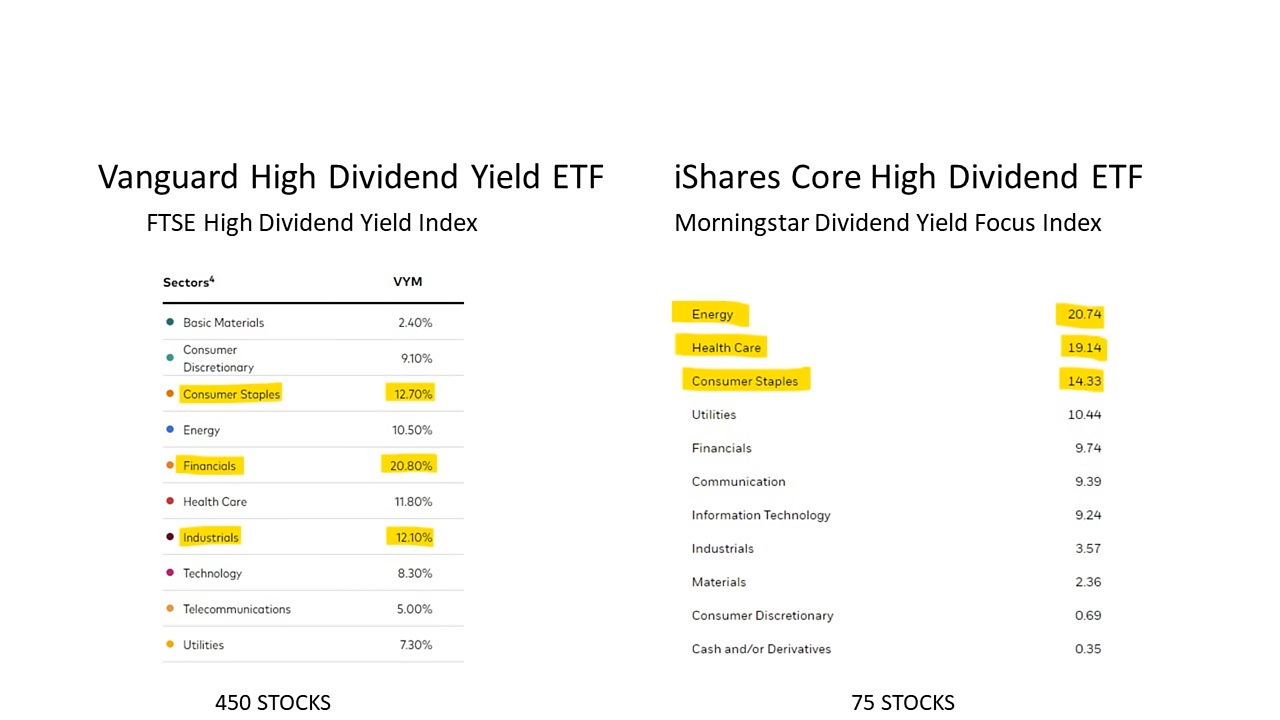 Vanguard High Dividend Yield ETF
FTSE High Dividend Yield Index
Sectors4 VYM
Basic Materials 2.40%
Consumer
Discretionary 9.10%
Consumer Staples 12.70%
Energy 10.50%
Financials 20.80%
Health Care 11.80%
Industrials 12.10%
Technology 8.30%
Telecommunications 5.00%
Utilities 7.30%
450 STOCKS
iShares Core High Dividend ETF
Morningstar Dividend Yield Focus Index
Energy 20.74
Health Care 19.14
Consumer Staples 14.33
Utilities 10.44
Financials 9.74
Communication 9.39
Information Technology 9.24
Industrials 3.57
Materials 2.36
Consumer Discretionary 0.69
Cash and/or Derivatives 0.35
75 STOCKS